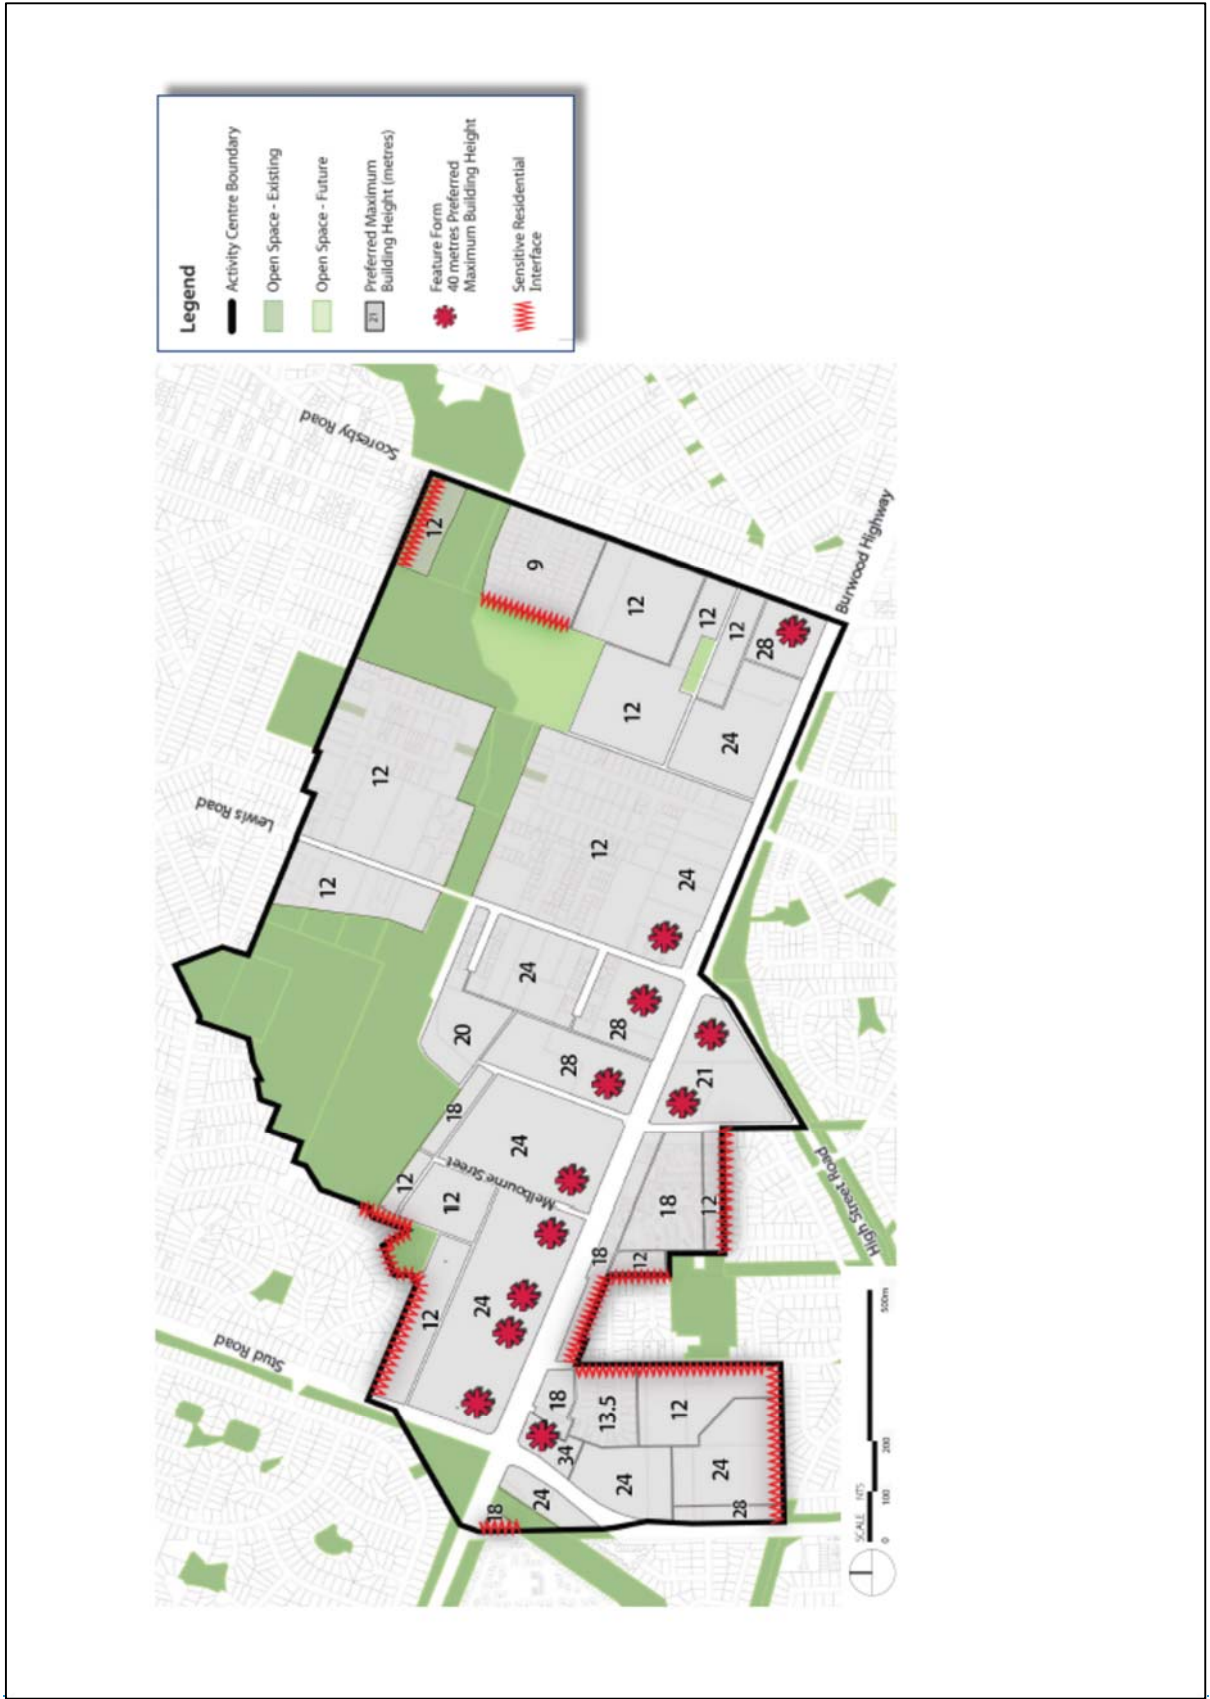 Legend
Activity Centre Boundary
Open Space - Existing
Open Space - Future
21
Preferred Maximum
Building Height (metres)
Feature Form
40 metres Preferred
Maximum Building Height
Sensitive Residential
Interface
Scoresby Road
Lewis Road
Stud Road
Burwood Highway
High Street Road
Melbourne Street
12
9
12
12
12
28
12
24
12
12
12
24
24
20
28
28
21
18
24
12
12
18
12
18
12
24
12
18
13.5
12
34
24
24
24
18
28
SCALE NTS
0
100
200
500m